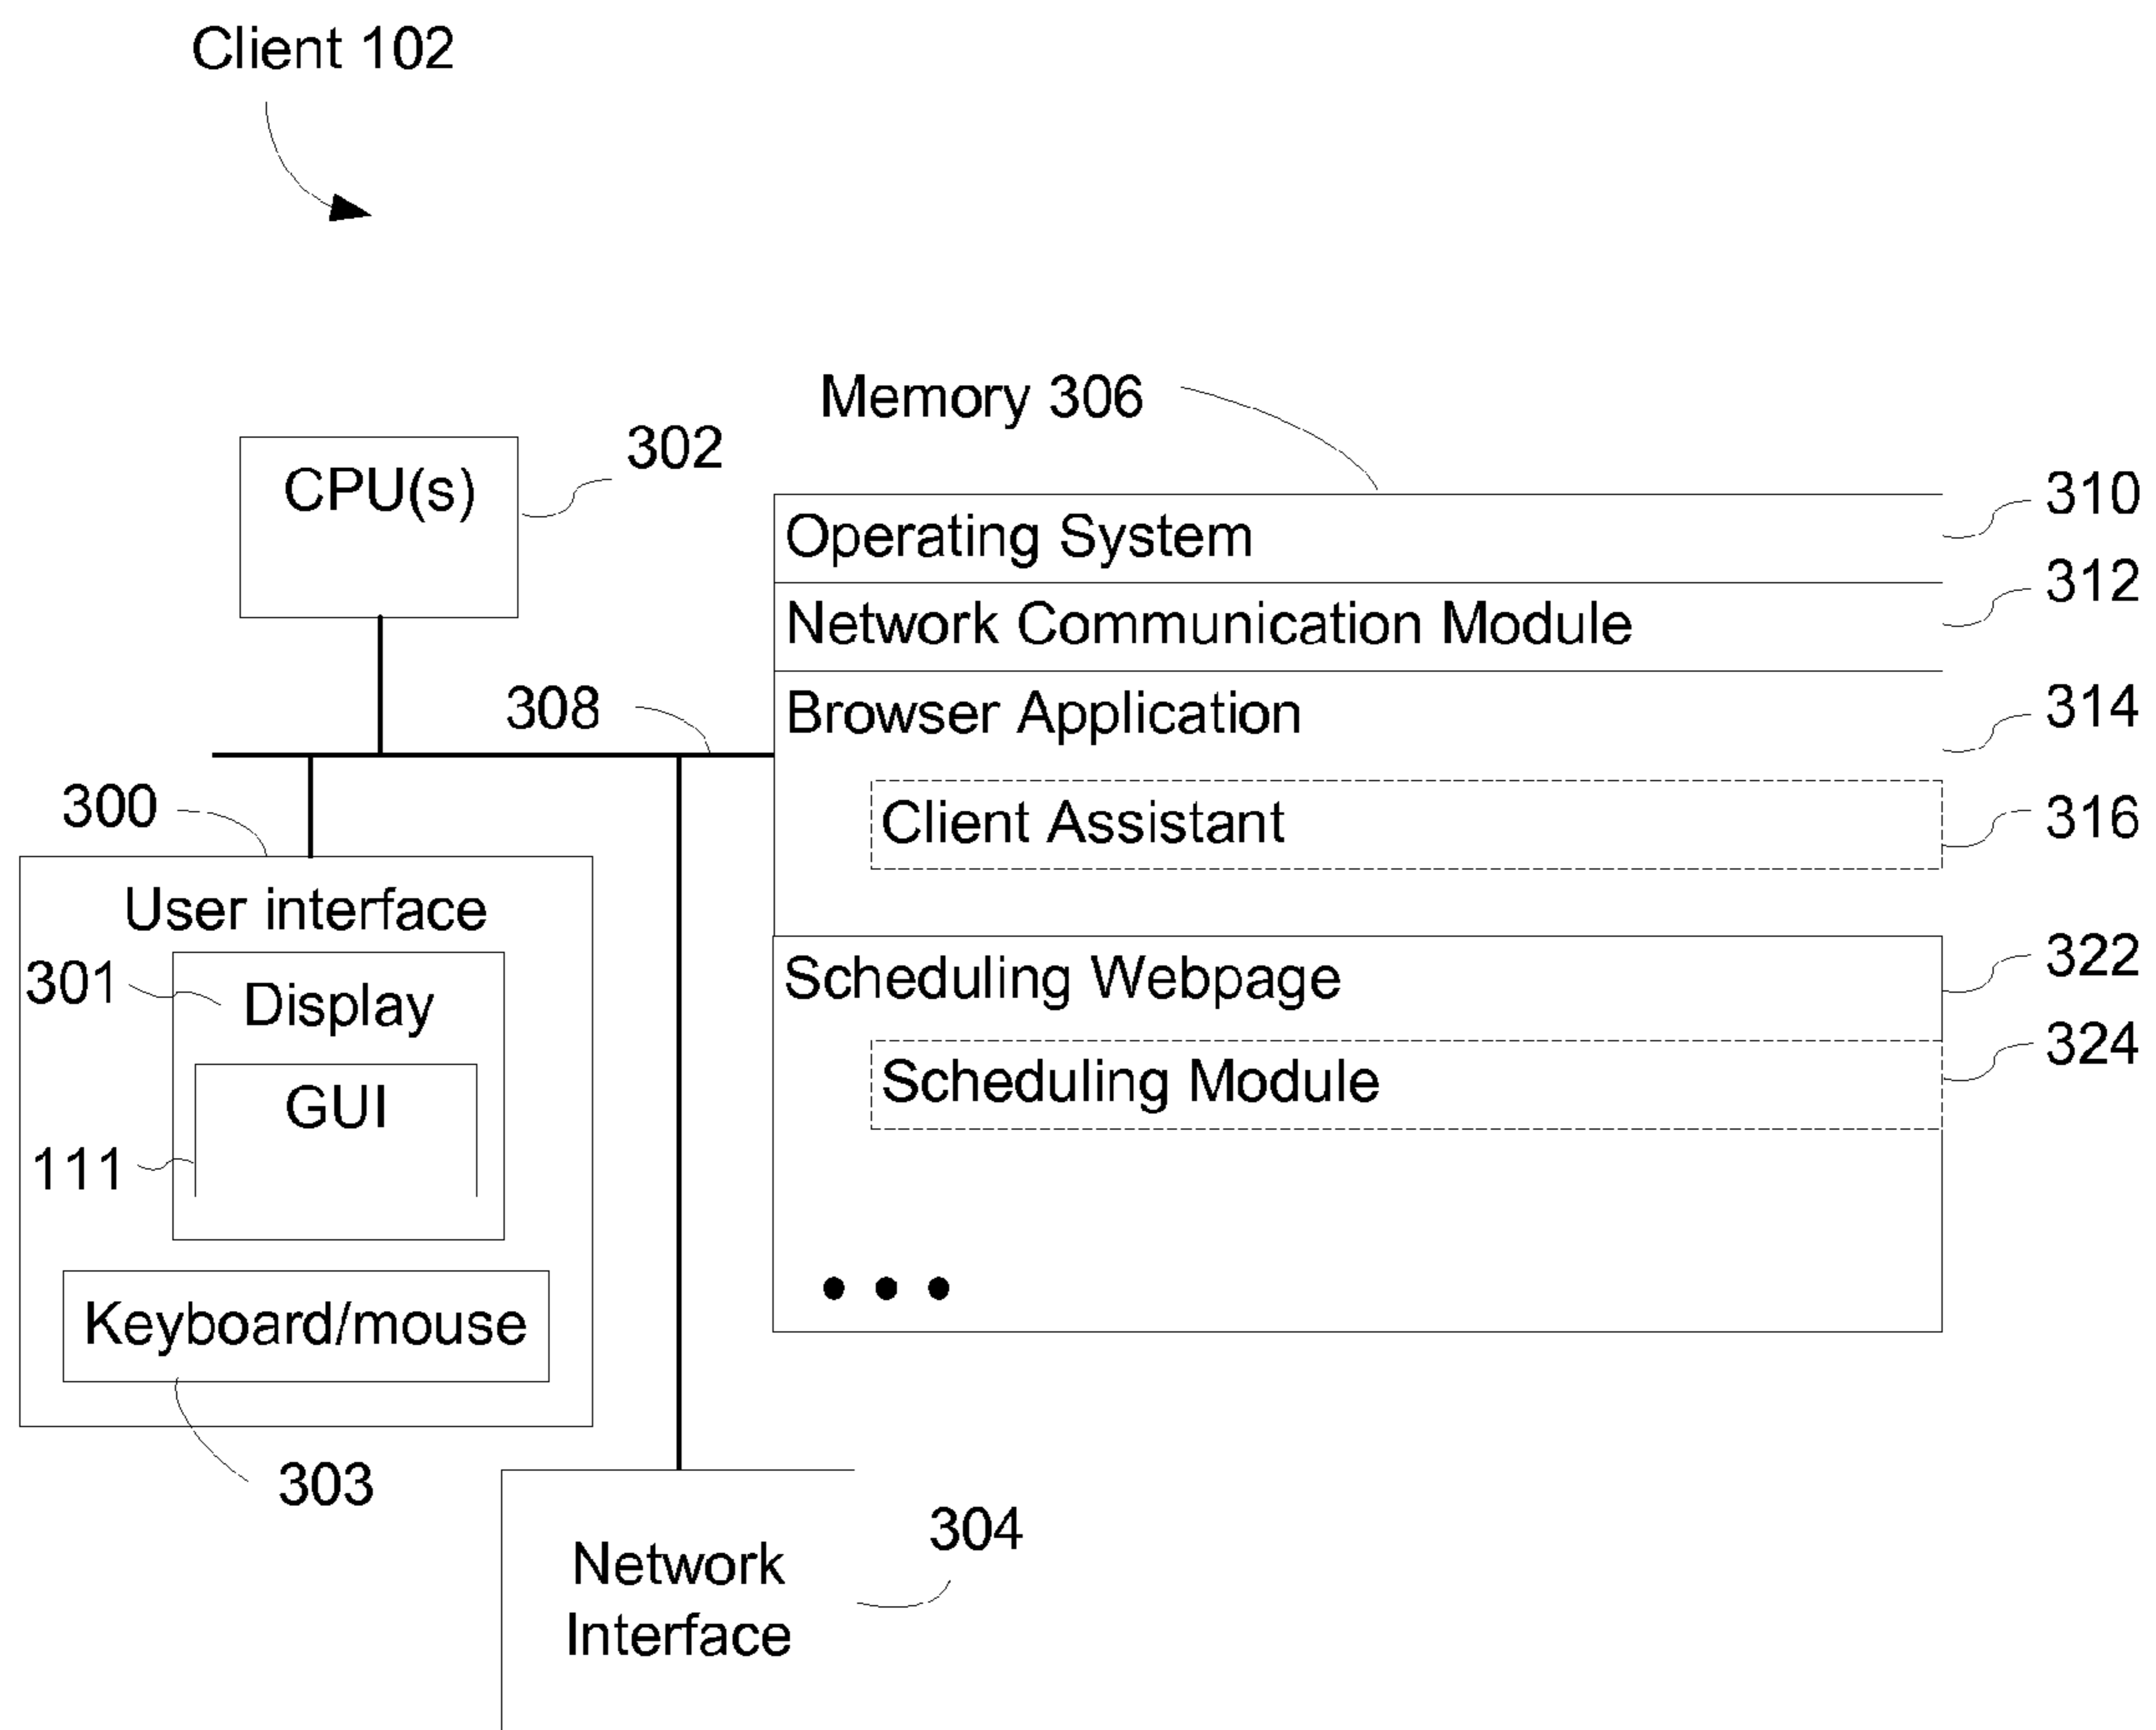 Client 102
Memory 306
CPU(s)
302
Operating System
310
Network Communication Module
312
308
Browser Application
314
Client Assistant
316
300
User interface
301
Display
GUI
111
Keyboard/mouse
303
Scheduling Webpage
322
Scheduling Module
324
Network
Interface
304